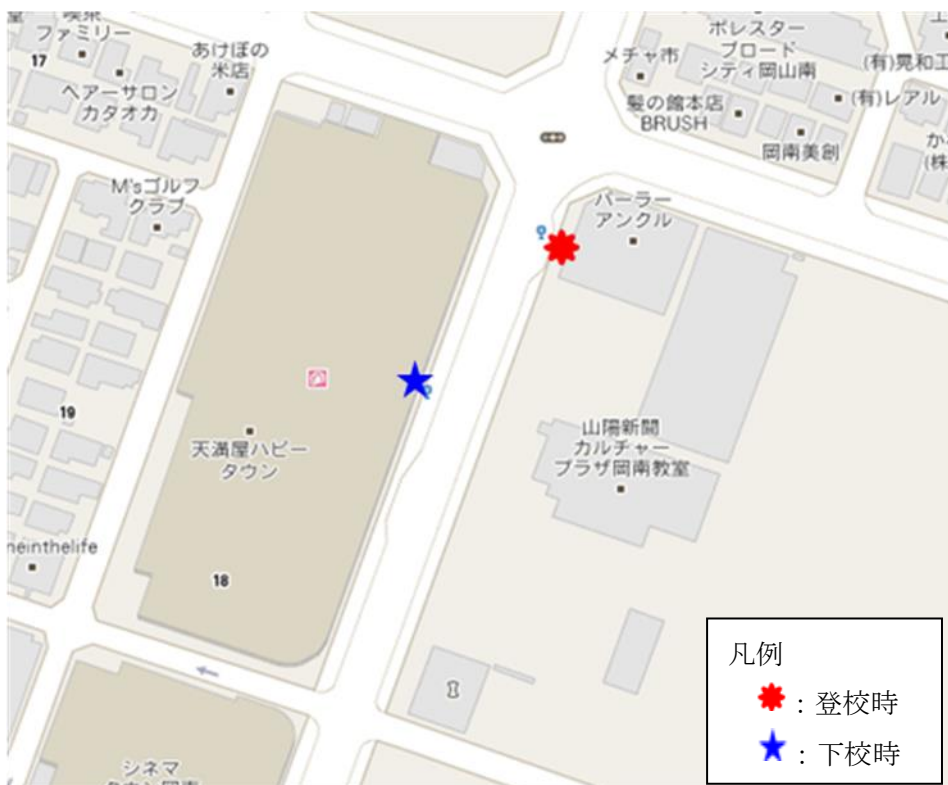 ファミリー
17
ヘアーサロン
カタオカ
あけぼの
米店
M'sゴルフ
クラブ
19
天満屋ハピー
タウン
18
neinthelife
シネマ
メチャ市
ポレスター
ブロード
シティ岡山南
髪の館本店
BRUSH
岡南美創
(有)晃和工
(有)レアル
か
(株
パーラー
アンクル
山陽新聞
カルチャー
プラザ岡南教室
凡例
：登校時
：下校時